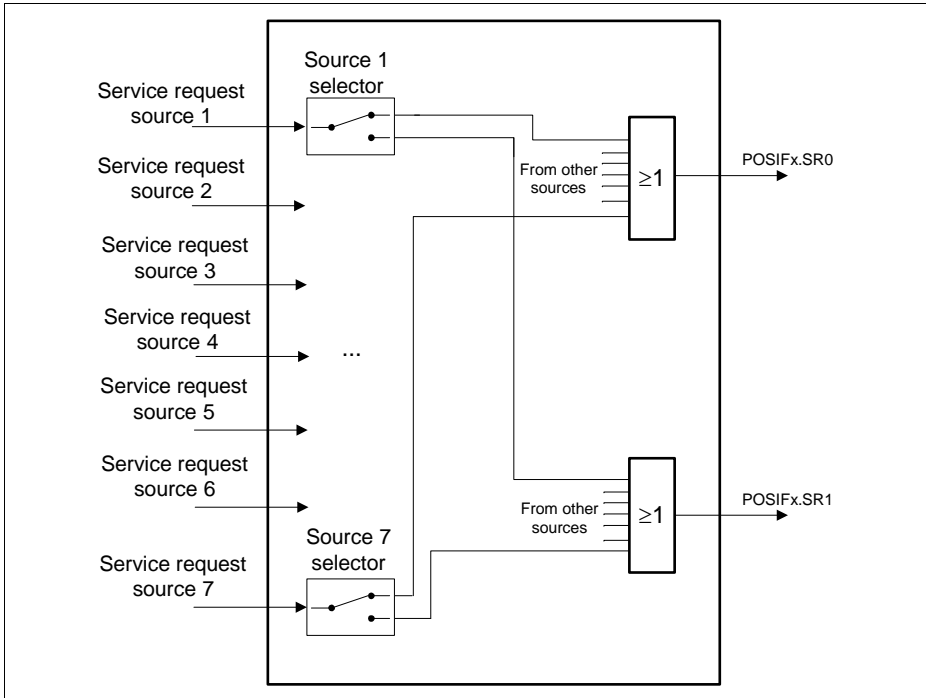 Service request
source 1
Service request
source 2
Service request
source 3
Service request
source 4
Service request
source 5
Service request
source 6
Service request
source 7
Source 1
selector
...
Source 7
selector
From other
sources
≥1
POSIFx.SR0
From other
sources
≥1
POSIFx.SR1